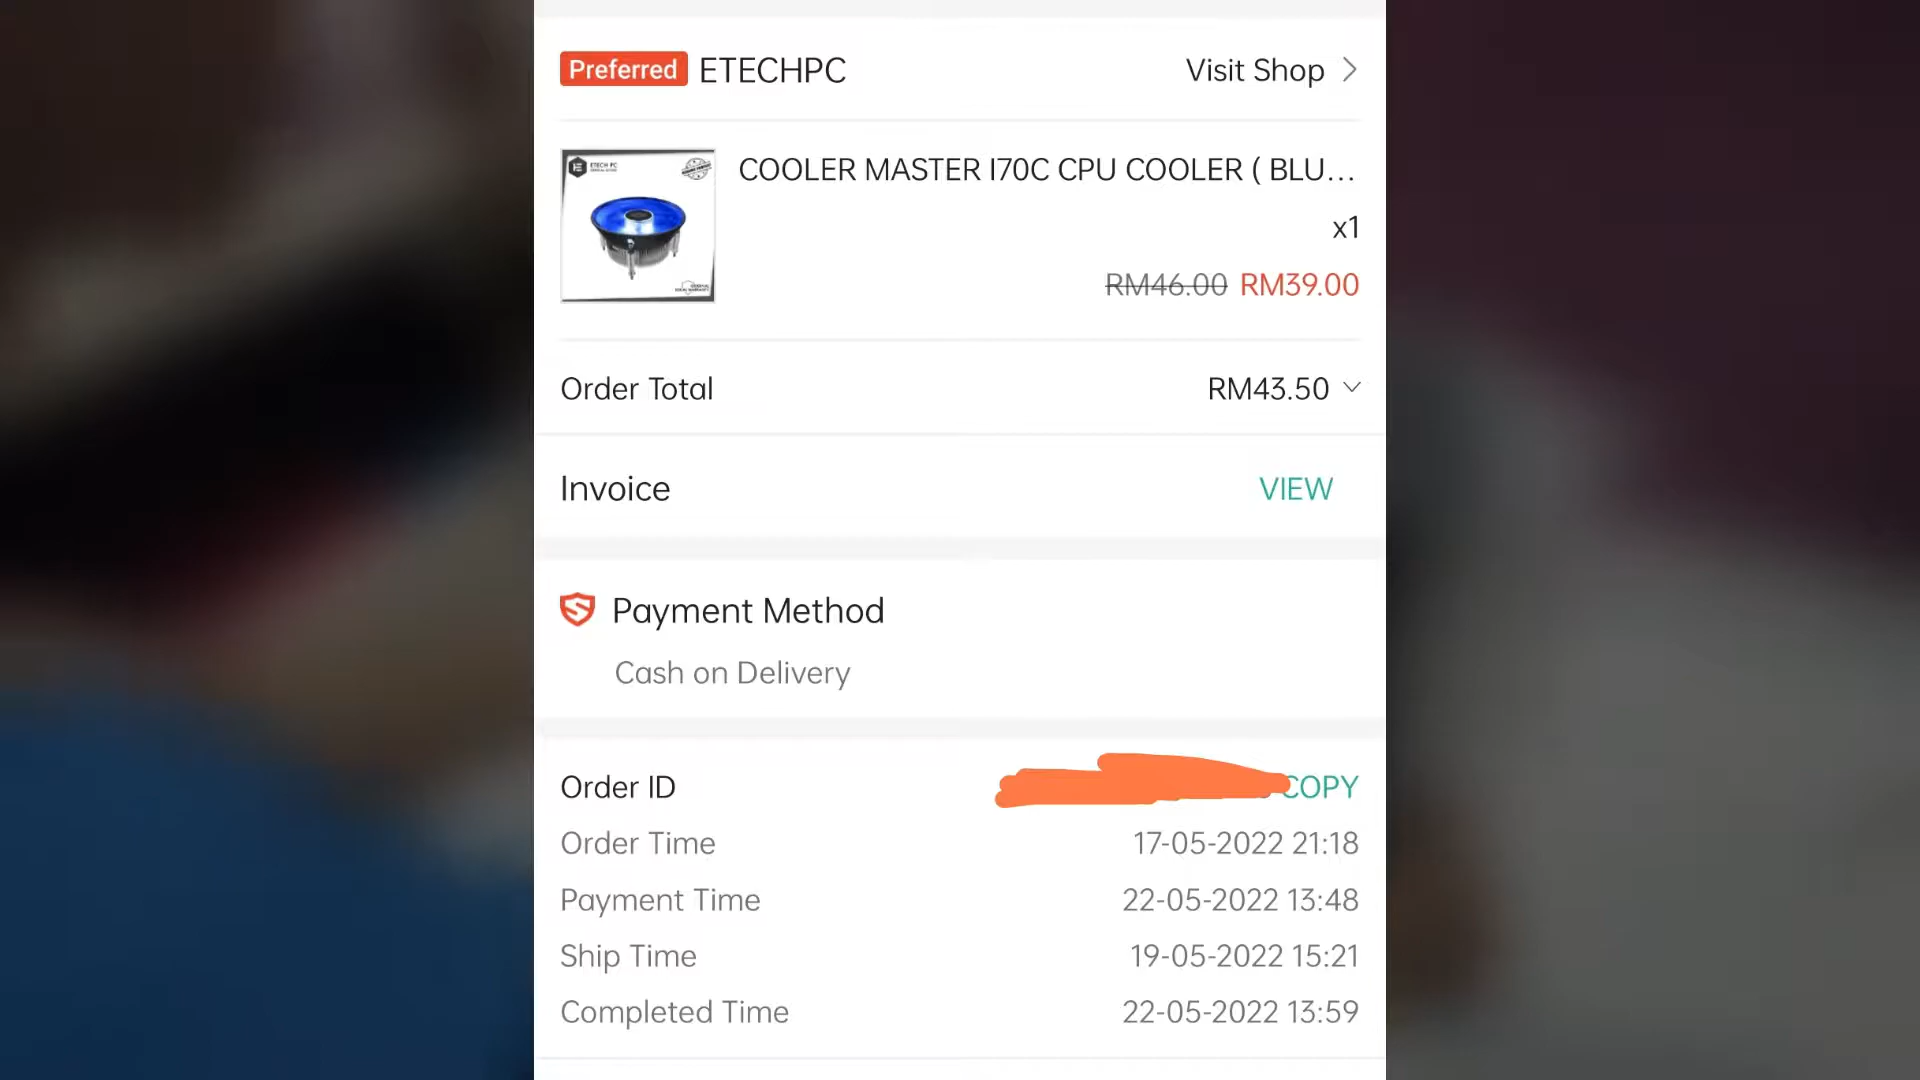 Preferred ETECHPC Visit Shop
ETECH PC
COOLER MASTER I70C CPU COOLER ( BLU...
x1
RM46.00 RM39.00
Order Total RM43.50
Invoice VIEW
Payment Method
Cash on Delivery
Order ID COPY
Order Time 17-05-2022 21:18
Payment Time 22-05-2022 13:48
Ship Time 19-05-2022 15:21
Completed Time 22-05-2022 13:59